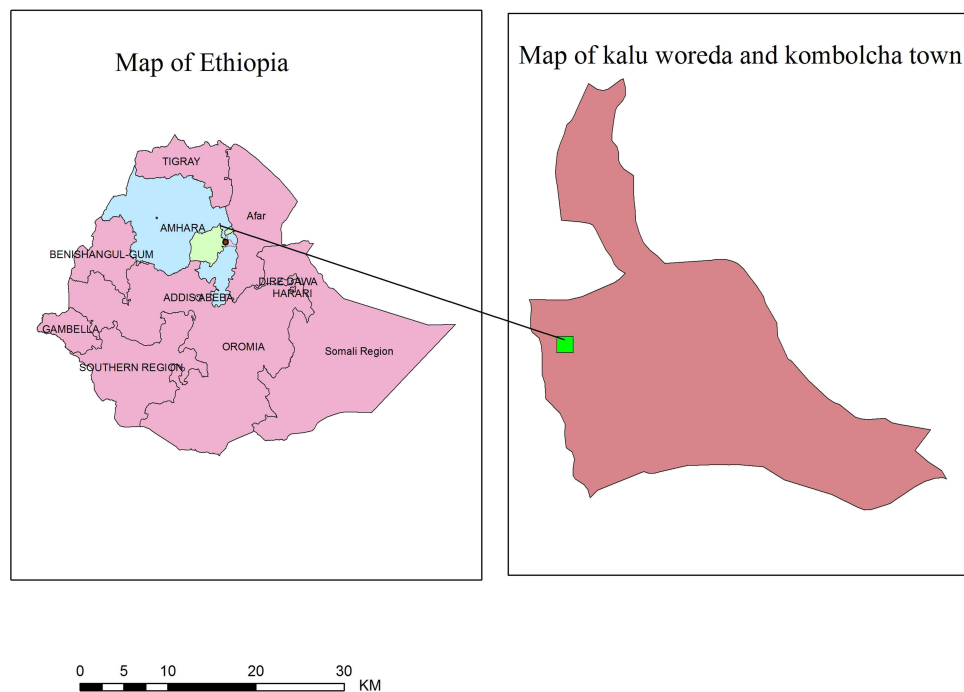 Map of Ethiopia
TIGRAY
Afar
AMHARA
BENISHANGUL-GUM
DIRE DAWA
HARARI
ADDIS ABEBA
GAMBELLA
OROMIA
Somali Region
SOUTHERN REGION
Map of kalu woreda and kombolcha town
0 5 10 20 30
KM